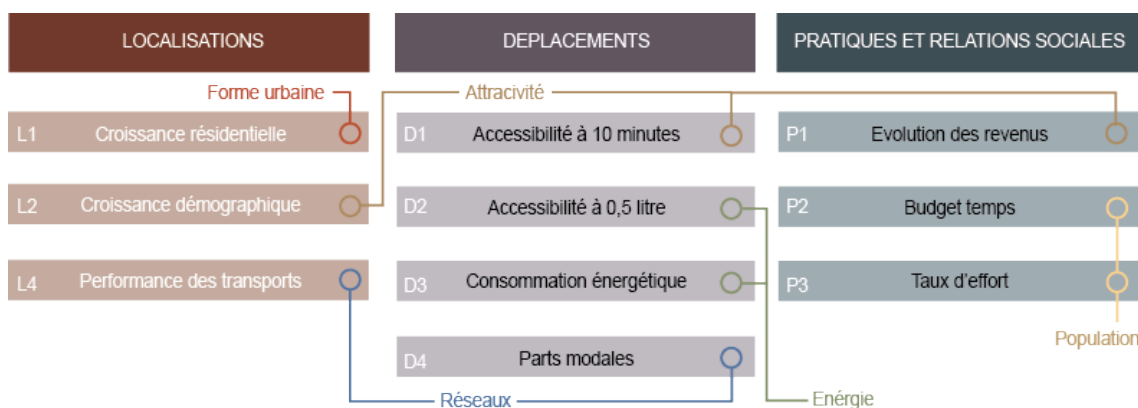 LOCALISATIONS
DEPLACEMENTS
PRATIQUES ET RELATIONS SOCIALES
Forme urbaine
Attracivité
L1 Croissance résidentielle
D1 Accessibilité à 10 minutes
P1 Evolution des revenus
L2 Croissance démographique
D2 Accessibilité à 0,5 litre
P2 Budget temps
L4 Performance des transports
D3 Consommation énergétique
P3 Taux d'effort
Population
D4 Parts modales
Réseaux
Enérgie